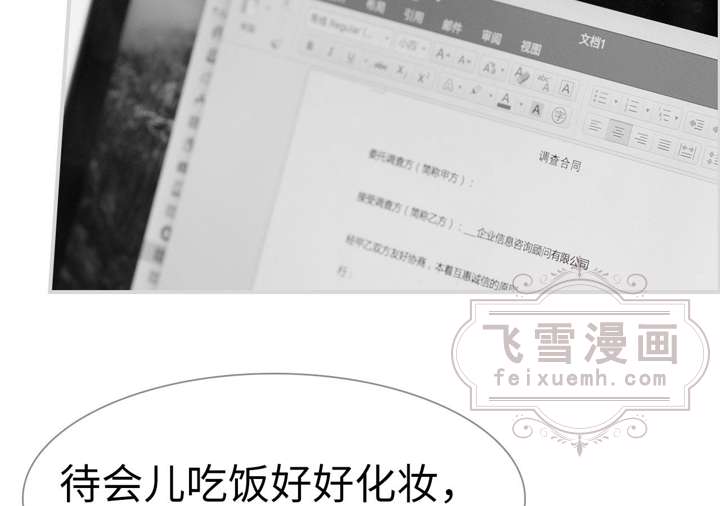 布局 引用 邮件 审阅 视图
文档1
调查合同
委托调查方（简称甲方）：
接受调查方（简称乙方）：___企业信息咨询顾问有限公司
经甲乙双方友好协商，本着互惠诚信的原则
行：
飞雪漫画
feixuemh.com
待会儿吃饭好好化妆，